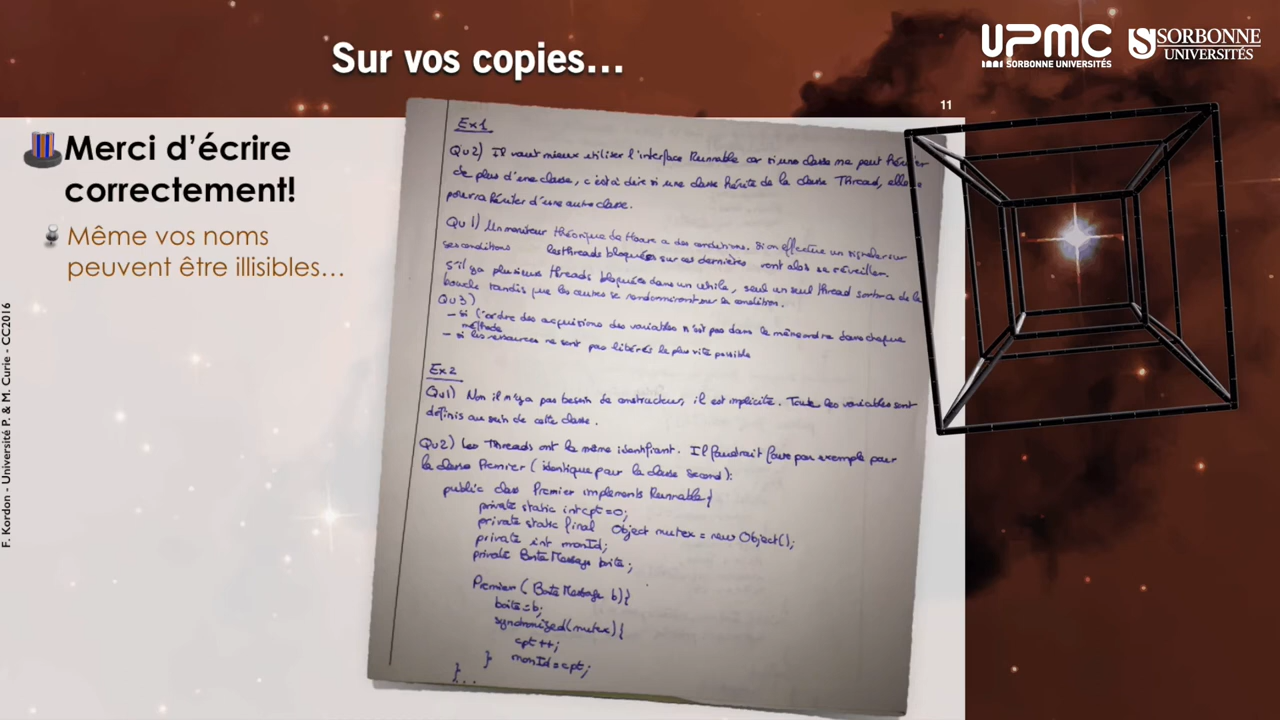 Sur vos copies...
UPMC
SORBONNE UNIVERSITÉS
SORBONNE
UNIVERSITÉS
11
Merci d'écrire
correctement!
Même vos noms
peuvent être illisibles...
F. Kordon - Université P. & M. Curie - CC2016
Ex1
Qu2) Il vaut mieux utiliser l'interface Runnable car si une classe ne peut hériter
de plus d'une classe, c'est à dire si une classe hérite de la classe Thread, elle
pourra hériter d'une autre classe.
Qu1) Un moniteur théorique de Hoare a des conditions. Si on effectue un signaler sur
ses conditions les threads bloqués sur ces dernières vont alors se réveiller.
S'il y a plusieurs threads bloqués dans un while, seul un seul thread sortira de la
boucle tandis que les autres se rendormiront sur la condition.
Qu3)
- si l'ordre des acquisitions des variables n'est pas dans le même ordre dans chaque
méthode
- si les ressources ne sont pas libérés le plus vite possible
Ex2
Qu1) Non il n'y a pas besoin de constructeur, il est implicite. Toute les variables sont
définis au sein de cette classe.
Qu2) Les Threads ont le même identifiant. Il faudrait faire par exemple pour
la classe Premier (identique pour la classe Second):
public class Premier implements Runnable{
private static int cpt=0;
private static final Object mutex = new Object();
private int monId;
private BoiteMessage boite;
Premier (BoiteMessage b){
boite=b;
synchronized(mutex){
cpt++;
} monId=cpt;
}...